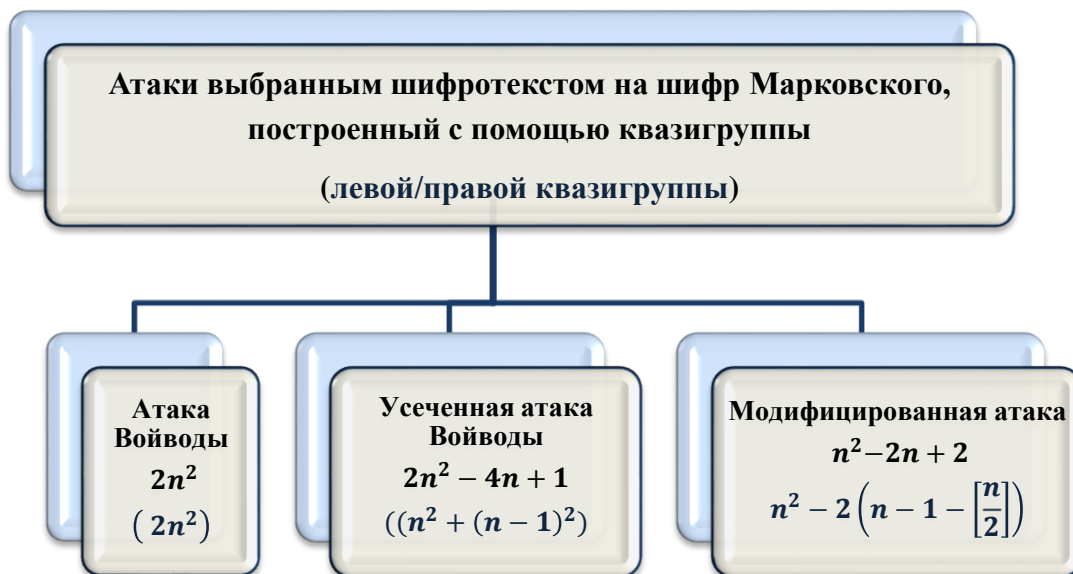 Атаки выбранным шифротекстом на шифр Марковского,
построенный с помощью квазигруппы
(левой/правой квазигруппы)
Атака
Войводы
2n²
( 2n²)
Усеченная атака
Войводы
2n² − 4n + 1
((n² + (n − 1)²)
Модифицированная атака
n²−2n + 2
n² − 2(n − 1 − [n/2])